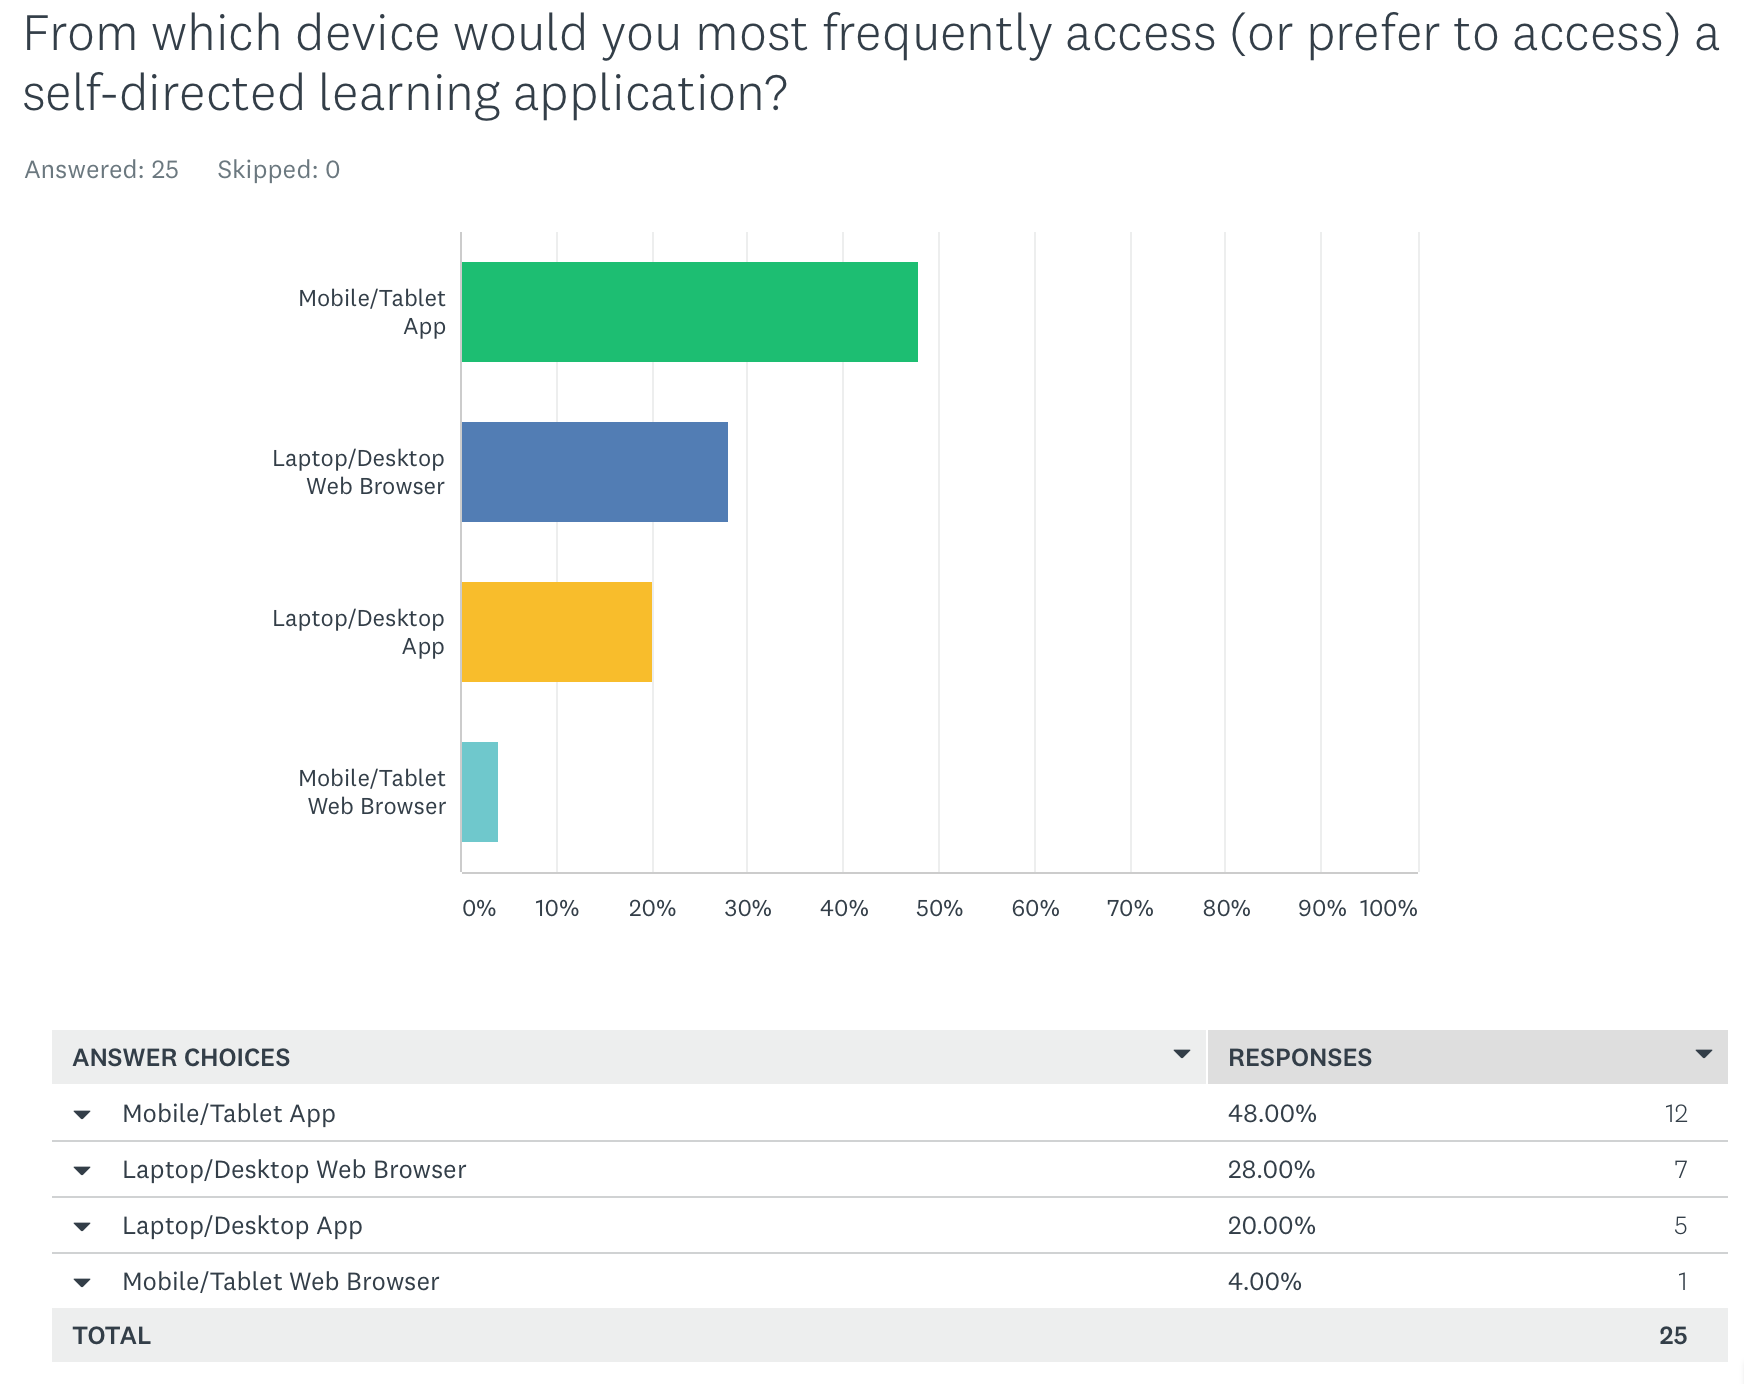 From which device would you most frequently access (or prefer to access) a
self-directed learning application?
Answered: 25 Skipped: 0
Mobile/Tablet
App
Laptop/Desktop
Web Browser
Laptop/Desktop
App
Mobile/Tablet
Web Browser
0% 10% 20% 30% 40% 50% 60% 70% 80% 90% 100%
ANSWER CHOICES RESPONSES
Mobile/Tablet App 48.00% 12
Laptop/Desktop Web Browser 28.00% 7
Laptop/Desktop App 20.00% 5
Mobile/Tablet Web Browser 4.00% 1
TOTAL 25